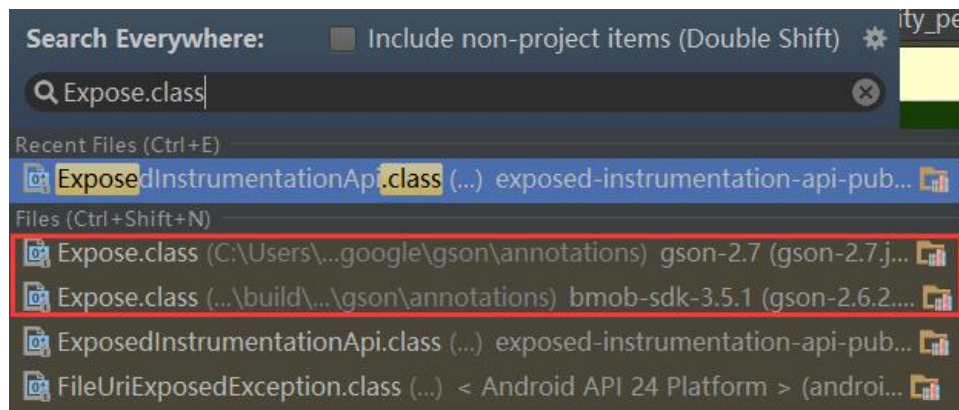 Search Everywhere: Include non-project items (Double Shift)
ity_pe
Expose.class
Recent Files (Ctrl+E)
ExposedInstrumentationApi.class (...) exposed-instrumentation-api-pub...
Files (Ctrl+Shift+N)
Expose.class (C:\Users\...google\gson\annotations) gson-2.7 (gson-2.7.j...
Expose.class (...\build\...\gson\annotations) bmob-sdk-3.5.1 (gson-2.6.2....
ExposedInstrumentationApi.class (...) exposed-instrumentation-api-pub...
FileUriExposedException.class (...) < Android API 24 Platform > (androi...